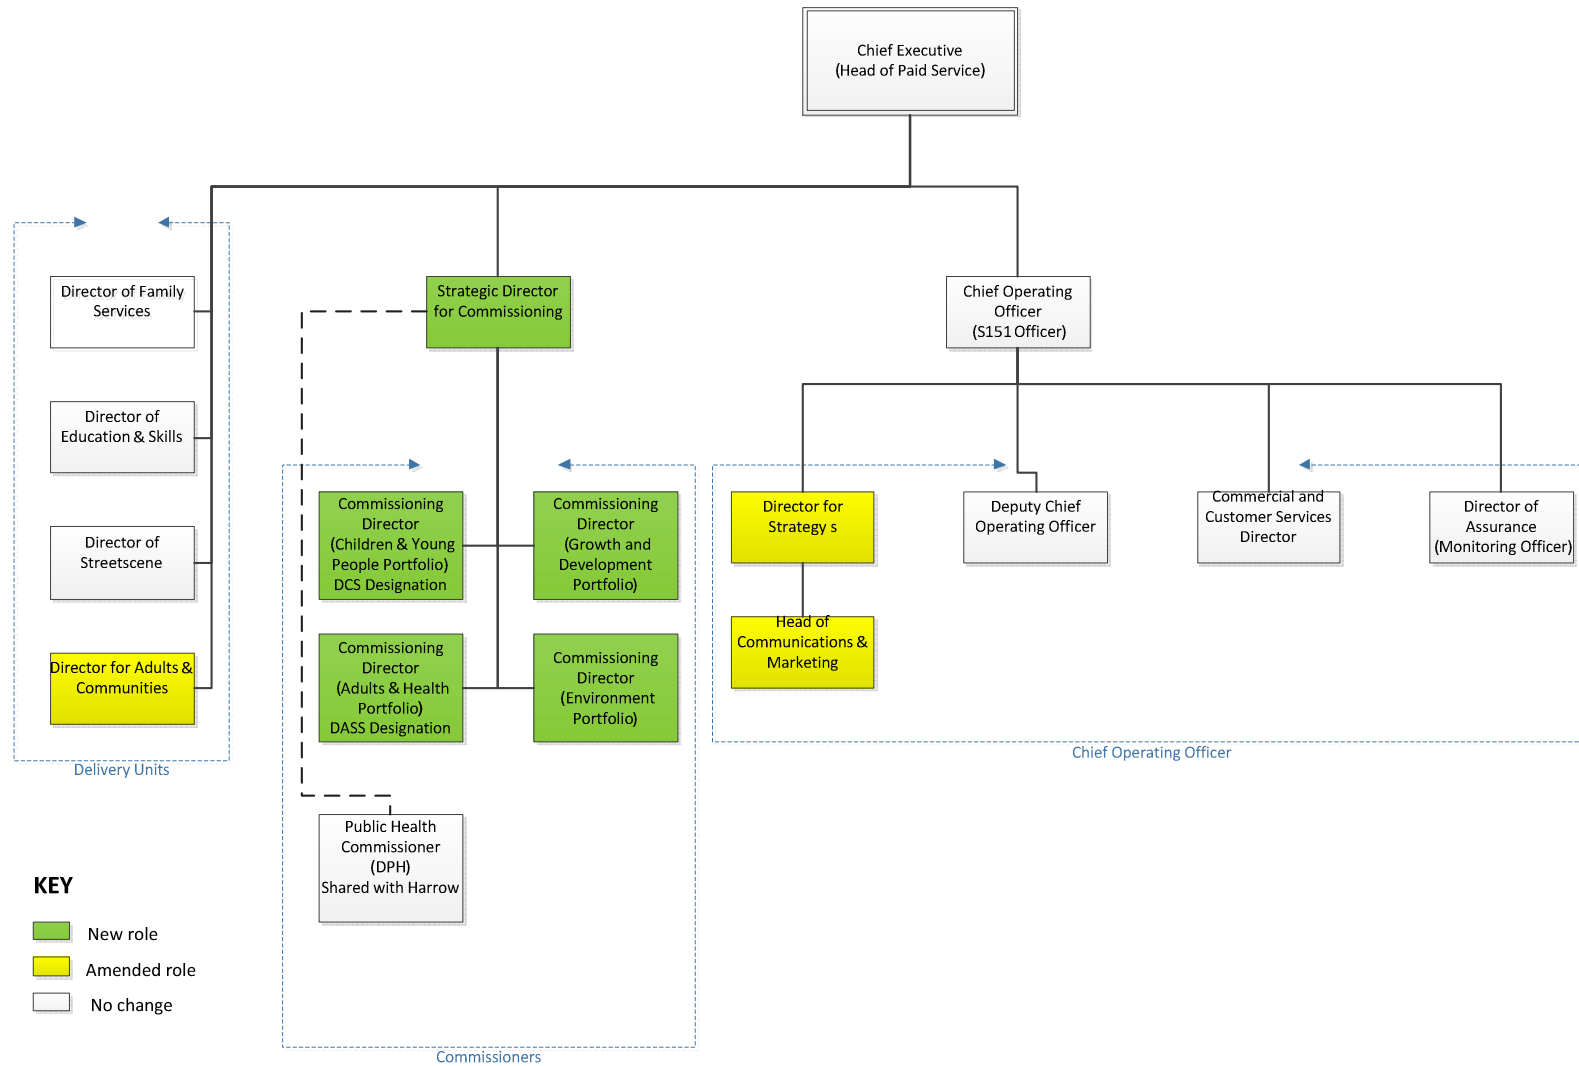 Chief Executive
(Head of Paid Service)
Director of Family
Services
Strategic Director
for Commissioning
Chief Operating
Officer
(S151 Officer)
Director of
Education & Skills
Director of
Streetscene
Director for Adults &
Communities
Delivery Units
Commissioning
Director
(Children & Young
People Portfolio)
DCS Designation
Commissioning
Director
(Growth and
Development
Portfolio)
Commissioning
Director
(Adults & Health
Portfolio)
DASS Designation
Commissioning
Director
(Environment
Portfolio)
Public Health
Commissioner
(DPH)
Shared with Harrow
Commissioners
Director for
Strategy s
Deputy Chief
Operating Officer
Commercial and
Customer Services
Director
Director of
Assurance
(Monitoring Officer)
Head of
Communications &
Marketing
Chief Operating Officer
KEY
New role
Amended role
No change